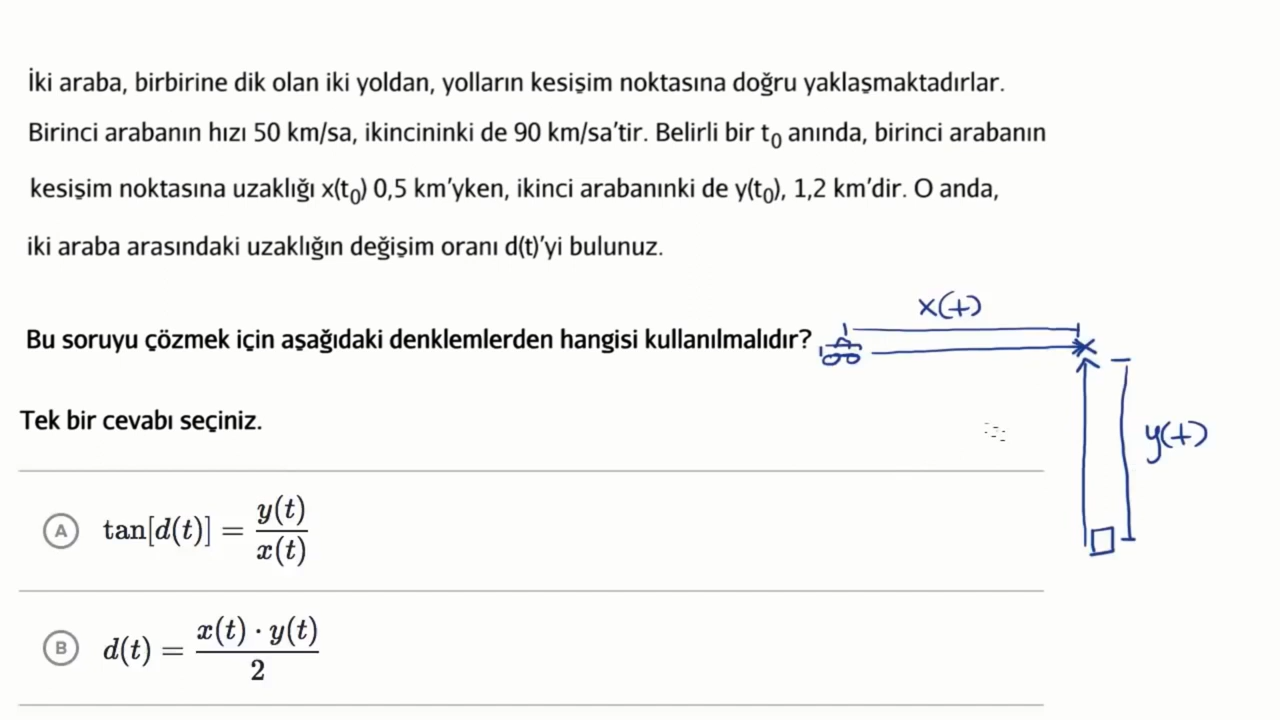 İki araba, birbirine dik olan iki yoldan, yolların kesişim noktasına doğru yaklaşmaktadırlar.
Birinci arabanın hızı 50 km/sa, ikincininki de 90 km/sa'tir. Belirli bir t₀ anında, birinci arabanın
kesişim noktasına uzaklığı x(t₀) 0,5 km'yken, ikinci arabanınki de y(t₀), 1,2 km'dir. O anda,
iki araba arasındaki uzaklığın değişim oranı d(t)'yi bulunuz.
x(t)
Bu soruyu çözmek için aşağıdaki denklemlerden hangisi kullanılmalıdır?
Tek bir cevabı seçiniz.
y(t)
A tan[d(t)] = y(t)/x(t)
B d(t) = x(t) · y(t)/2